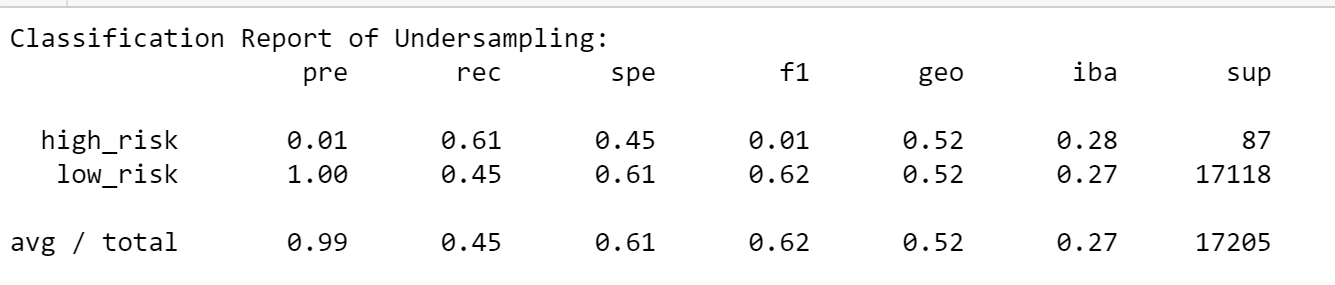 Classification Report of Undersampling:
pre rec spe f1 geo iba sup
high_risk 0.01 0.61 0.45 0.01 0.52 0.28 87
low_risk 1.00 0.45 0.61 0.62 0.52 0.27 17118
avg / total 0.99 0.45 0.61 0.62 0.52 0.27 17205